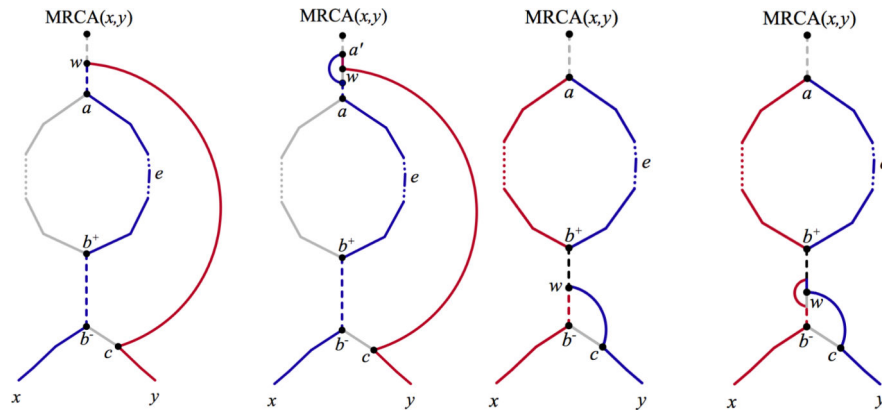 MRCA(x,y)
w
a
e
b+
b-
c
x
y
MRCA(x,y)
a′
w
a
e
b+
b-
c
x
y
MRCA(x,y)
a
e
b+
w
b-
c
x
y
MRCA(x,y)
a
b+
w
b-
c
x